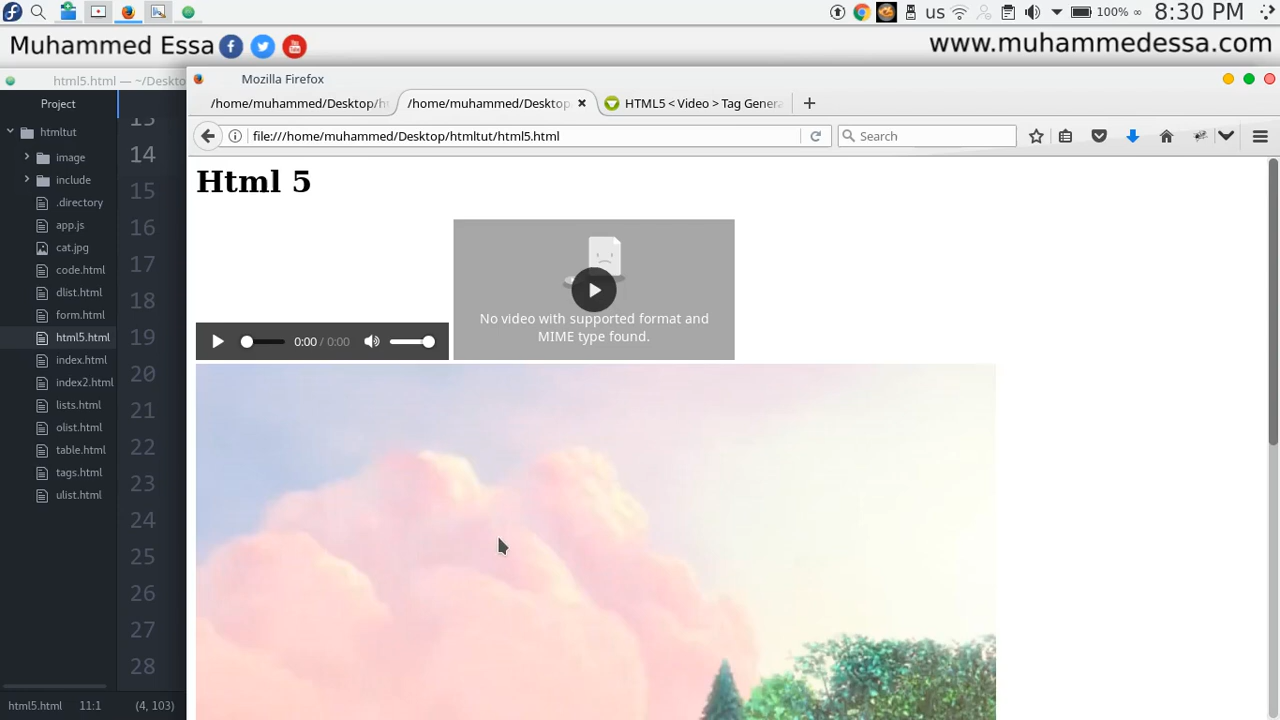 us
100% ∞
8:30 PM
Muhammed Essa
www.muhammedessa.com
html5.html — ~/Deskto
Mozilla Firefox
Project
/home/muhammed/Desktop/h
/home/muhammed/Desktop
HTML5 < Video > Tag Genera
file:///home/muhammed/Desktop/htmltut/html5.html
Search
htmltut
image
include
.directory
app.js
cat.jpg
code.html
dlist.html
form.html
html5.html
index.html
index2.html
lists.html
olist.html
table.html
tags.html
ulist.html
13
14
15
16
17
18
19
20
21
22
23
24
25
26
27
28
Html 5
0:00 / 0:00
No video with supported format and
MIME type found.
html5.html 11:1 (4, 103)